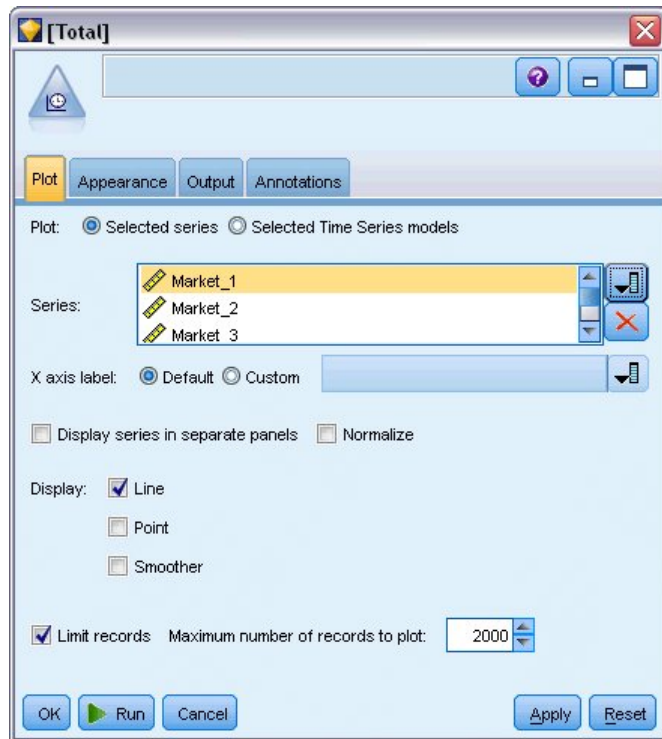 [Total]
?
Plot Appearance Output Annotations
Plot: Selected series Selected Time Series models
Market_1
Series: Market_2
Market_3
X axis label: Default Custom
Display series in separate panels Normalize
Display: Line
Point
Smoother
Limit records Maximum number of records to plot: 2000
OK Run Cancel Apply Reset